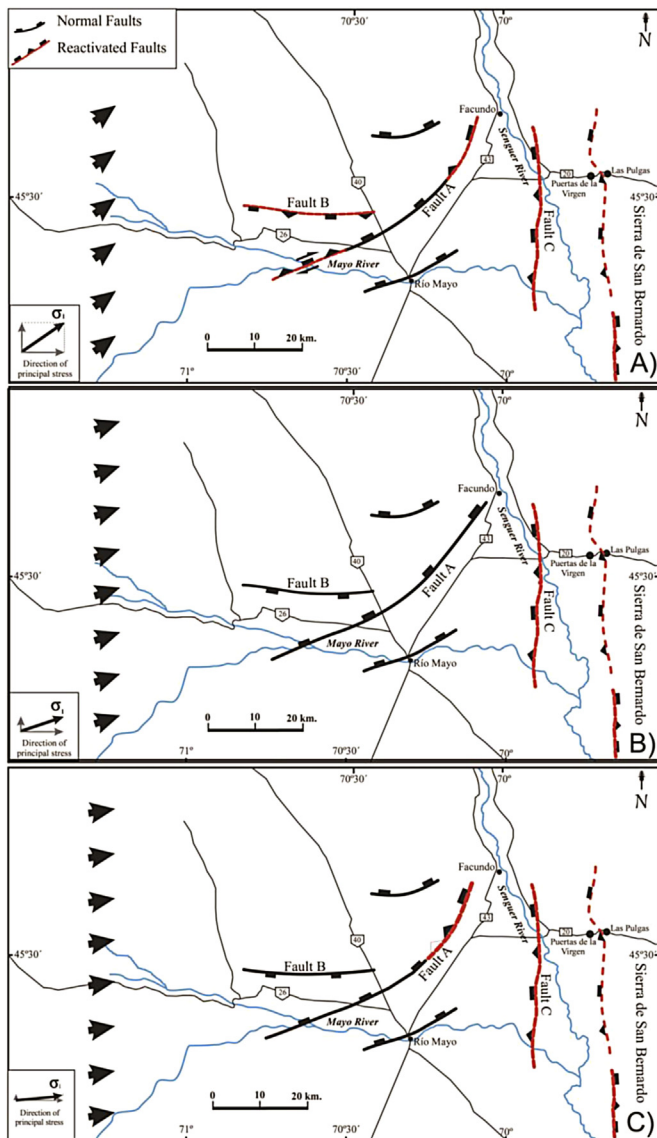 Normal Faults
Reactivated Faults
70°30´
70°
N
Facundo
Senguer River
43
40
20
Las Pulgas
Puertas de la
Virgen
45°30´
45°30´
Fault B
Fault A
Fault C
26
Mayo River
Río Mayo
Sierra de San Bernardo
σ1
Direction of
principal stress
0 10 20 km.
71°
70°30´
70°
A)
70°30´
70°
N
Facundo
Senguer River
43
40
20
Las Pulgas
Puertas de la
Virgen
45°30´
45°30´
Fault B
Fault A
Fault C
26
Mayo River
Río Mayo
Sierra de San Bernardo
σ1
Direction of
principal stress
0 10 20 km.
71°
70°30´
70°
B)
70°30´
70°
N
Facundo
Senguer River
43
40
20
Las Pulgas
Puertas de la
Virgen
45°30´
45°30´
Fault B
Fault A
Fault C
26
Mayo River
Río Mayo
Sierra de San Bernardo
σ1
Direction of
principal stress
0 10 20 km.
71°
70°30´
70°
C)